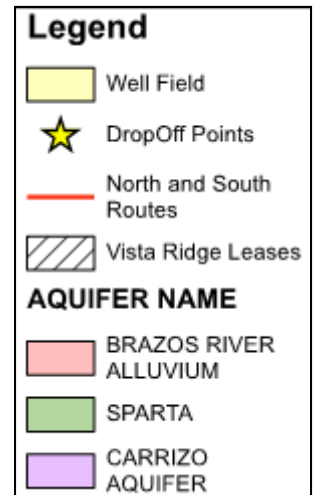 Legend
Well Field
DropOff Points
North and South
Routes
Vista Ridge Leases
AQUIFER NAME
BRAZOS RIVER
ALLUVIUM
SPARTA
CARRIZO
AQUIFER